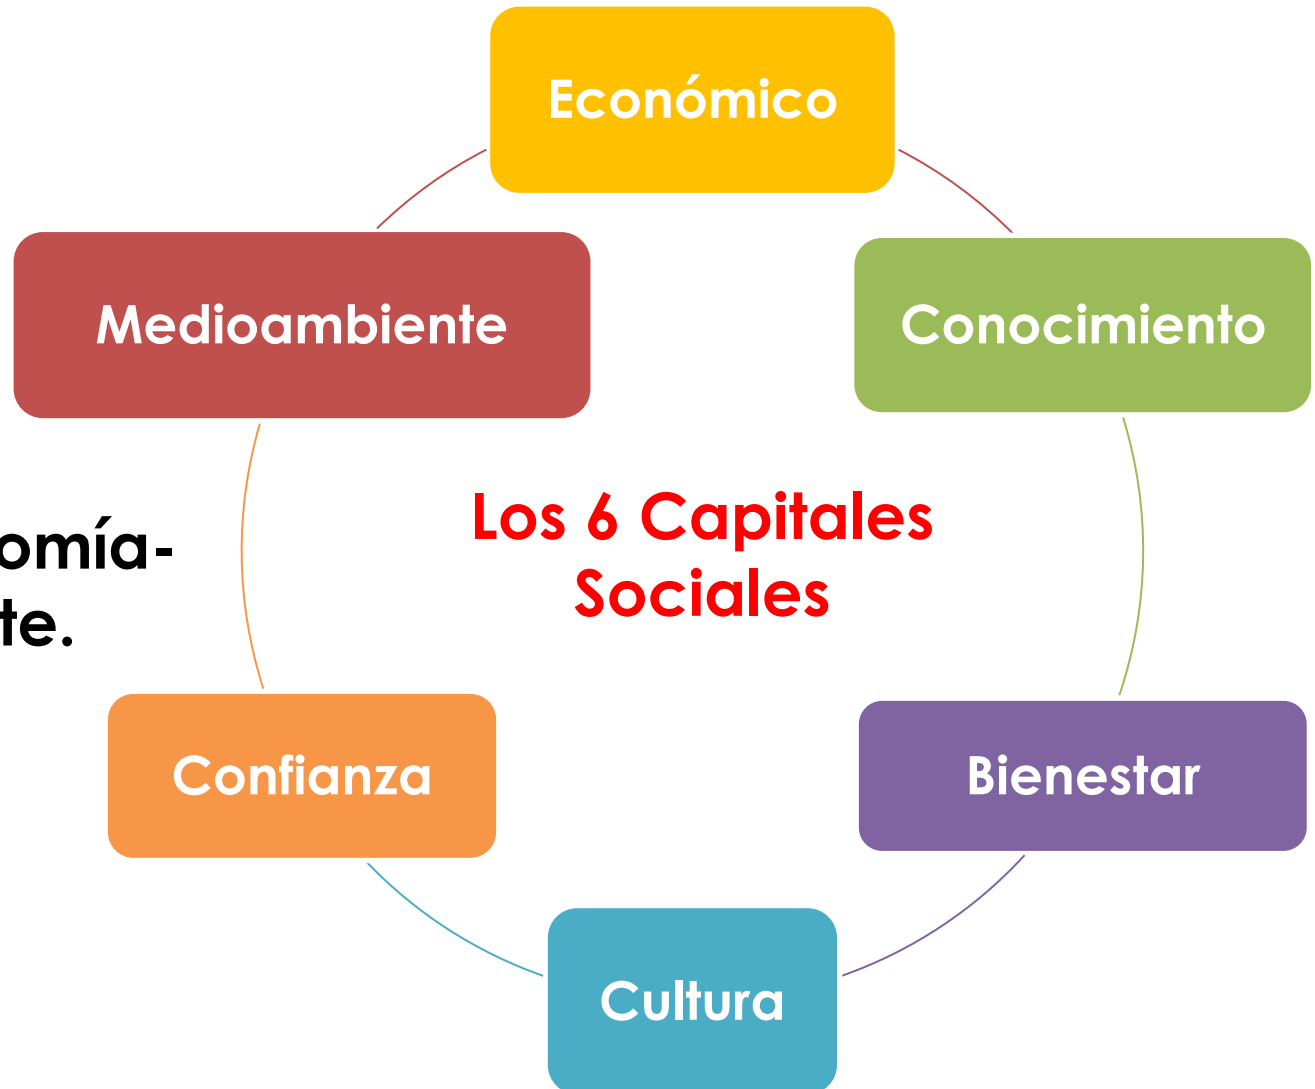 Económico
Medioambiente
Conocimiento
Los 6 Capitales
Sociales
omía-
te.
Confianza
Bienestar
Cultura